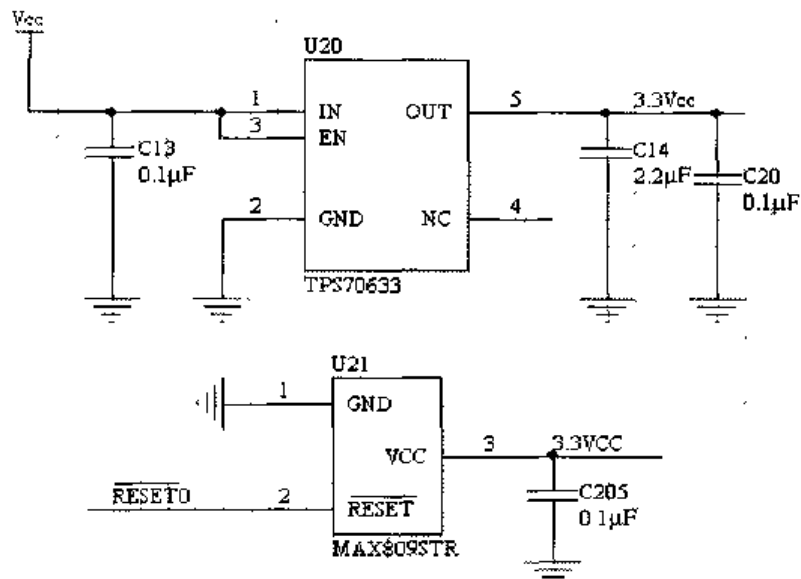 Vcc
U20
1 IN OUT 5 3.3Vcc
3 EN
C13
0.1μF
C14
2.2μF
C20
0.1μF
2 GND NC 4
TPS70633
U21
1 GND
VCC 3 3.3VCC
RESET0 2 RESET
C205
0.1μF
MAX809STR